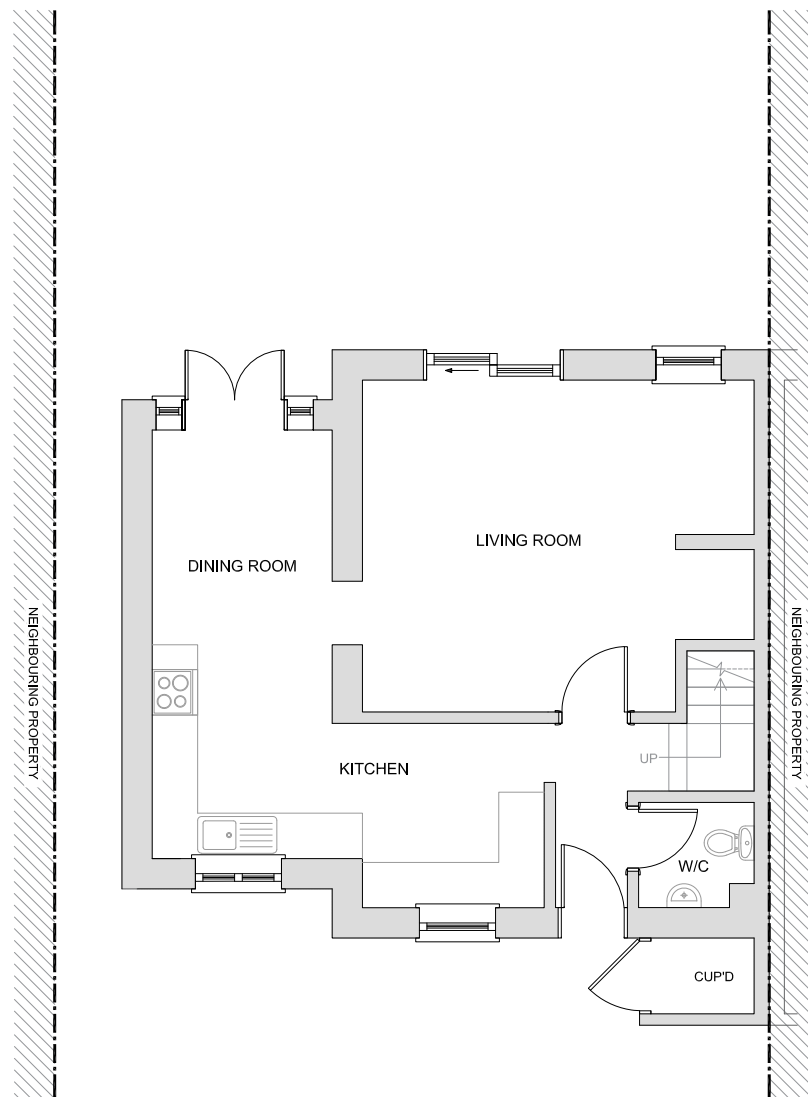 LIVING ROOM
DINING ROOM
NEIGHBOURING PROPERTY
NEIGHBOURING PROPERTY
UP
KITCHEN
W/C
CUP'D